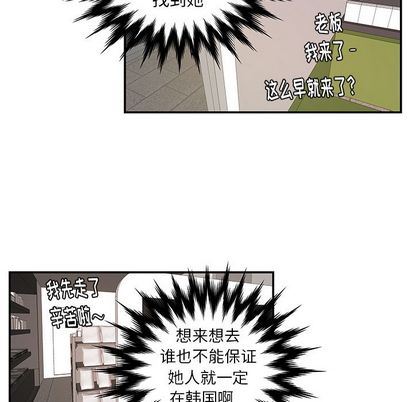 找到她
老板
我来了-
这么早就来了?
我先走了
辛苦啦~
想来想去
谁也不能保证
她人就一定
在韩国啊